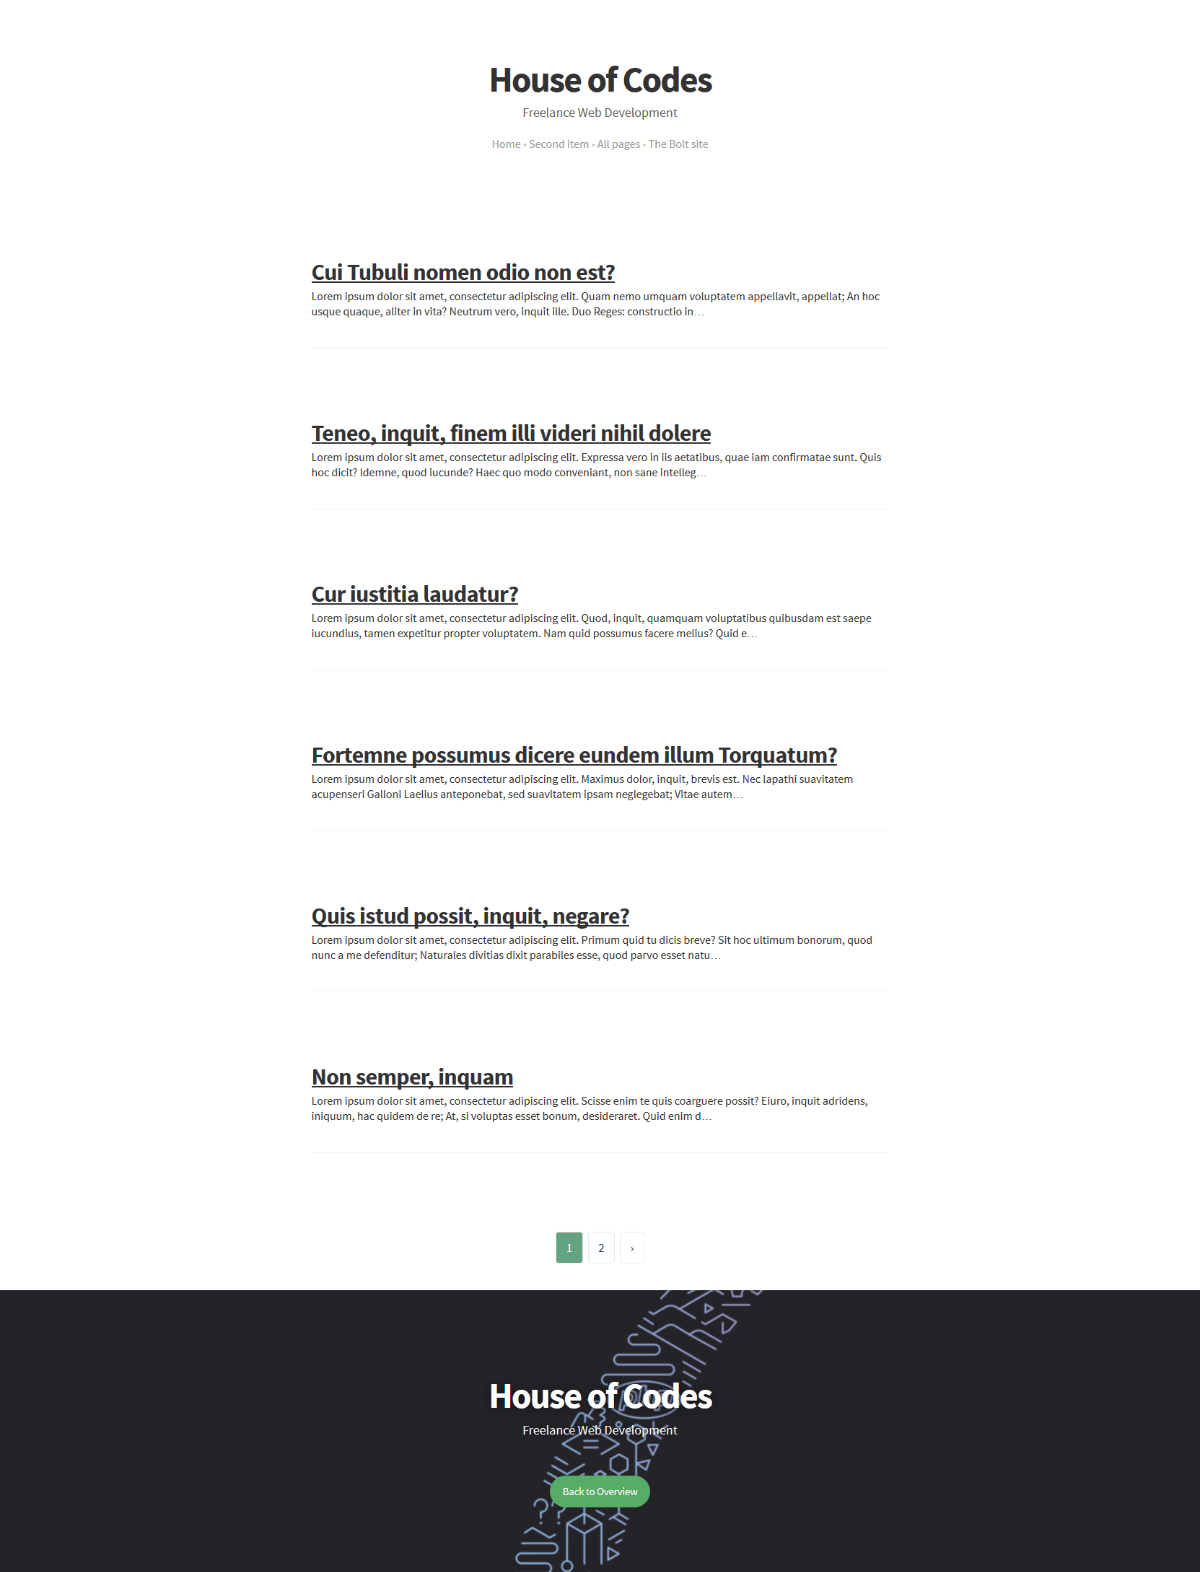 House of Codes
Freelance Web Development
Home • Second item • All pages • The Bolt site
Cui Tubuli nomen odio non est?
Lorem ipsum dolor sit amet, consectetur adipiscing elit. Quam nemo umquam voluptatem appellavit, appellat; An hoc
usque quaque, aliter in vita? Neutrum vero, inquit ille. Duo Reges: constructio in…
Teneo, inquit, finem illi videri nihil dolere
Lorem ipsum dolor sit amet, consectetur adipiscing elit. Expressa vero in iis aetatibus, quae iam confirmatae sunt. Quis
hoc dicit? Idemne, quod iucunde? Haec quo modo conveniant, non sane intelleg…
Cur iustitia laudatur?
Lorem ipsum dolor sit amet, consectetur adipiscing elit. Quod, inquit, quamquam voluptatibus quibusdam est saepe
iucundius, tamen expetitur propter voluptatem. Nam quid possumus facere melius? Quid e…
Fortemne possumus dicere eundem illum Torquatum?
Lorem ipsum dolor sit amet, consectetur adipiscing elit. Maximus dolor, inquit, brevis est. Nec lapathi suavitatem
acupenseri Galloni Laelius anteponebat, sed suavitatem ipsam neglegebat; Vitae autem…
Quis istud possit, inquit, negare?
Lorem ipsum dolor sit amet, consectetur adipiscing elit. Primum quid tu dicis breve? Sit hoc ultimum bonorum, quod
nunc a me defenditur; Naturales divitias dixit parabiles esse, quod parvo esset natu…
Non semper, inquam
Lorem ipsum dolor sit amet, consectetur adipiscing elit. Scisse enim te quis coarguere possit? Eiuro, inquit adridens,
iniquum, hac quidem de re; At, si voluptas esset bonum, desideraret. Quid enim d…
1 2 ›
House of Codes
php
Freelance Web Development
Back to Overview
??